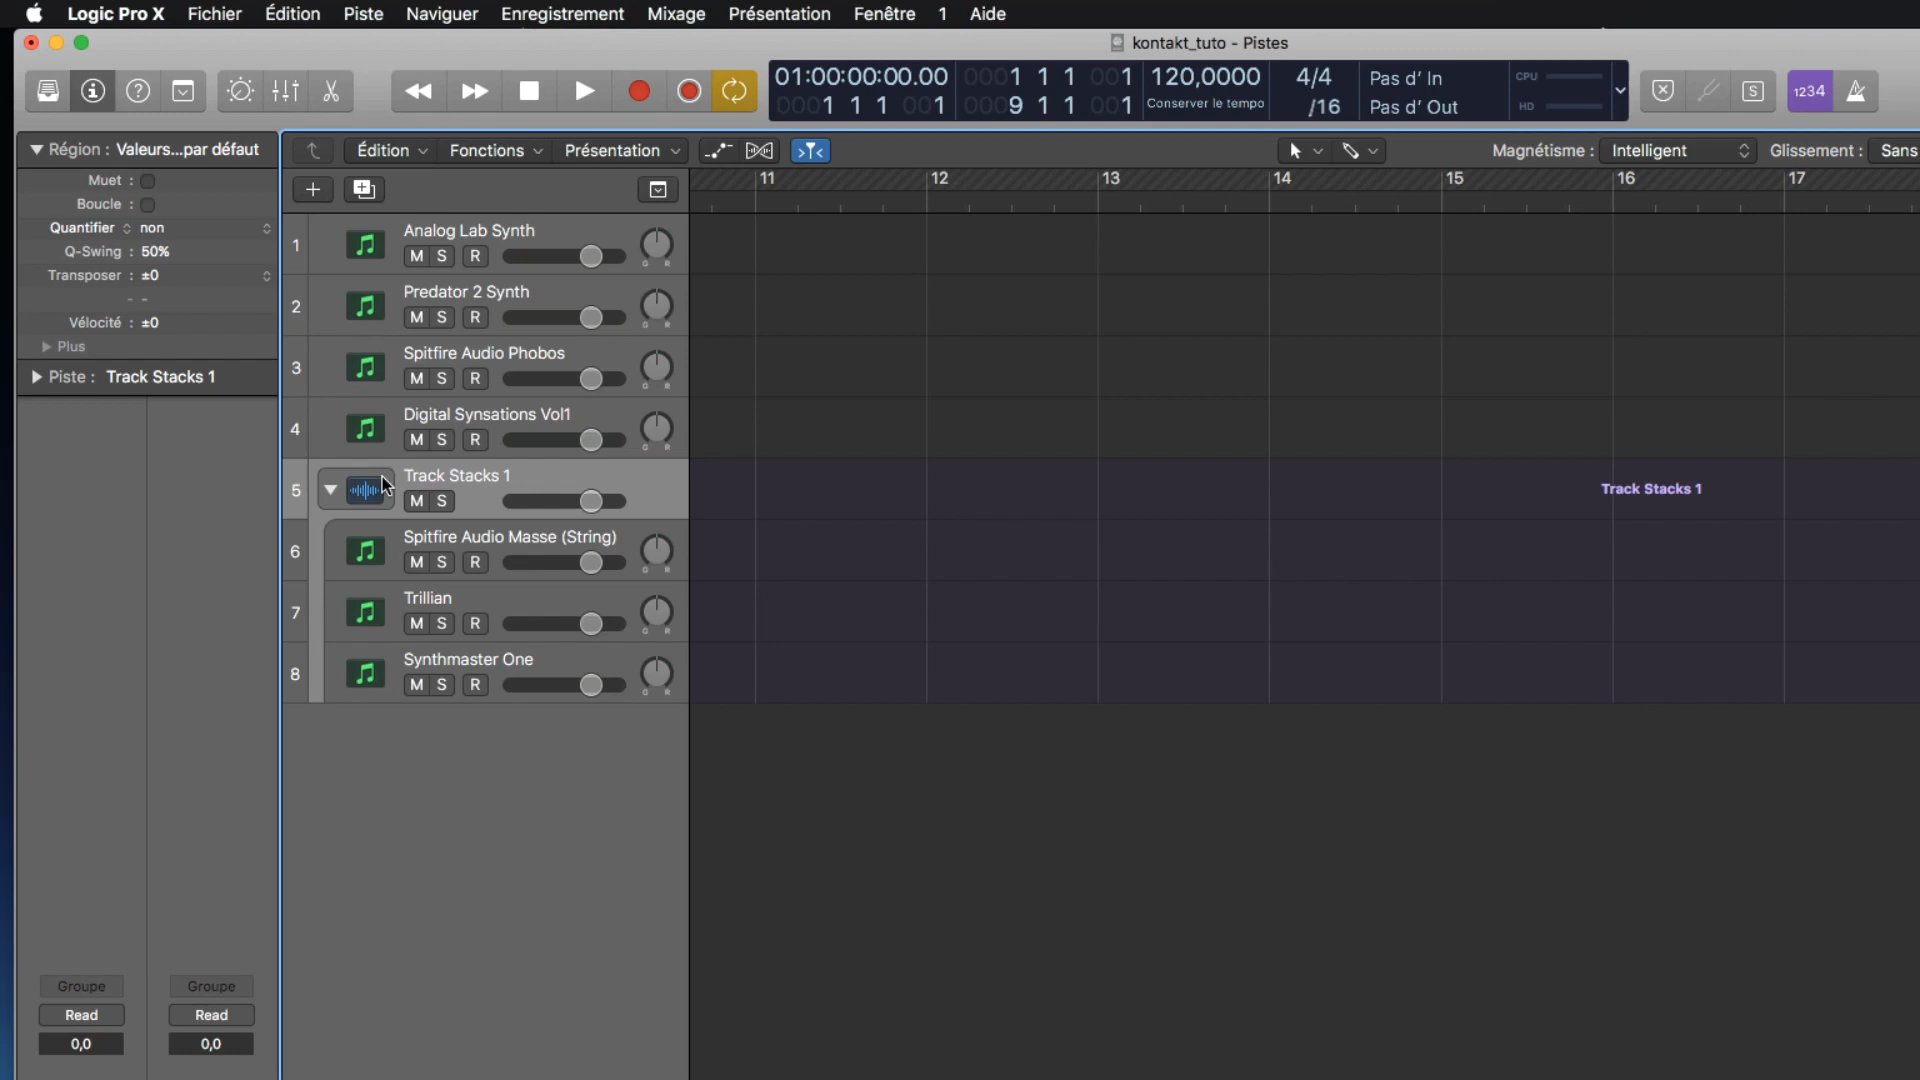 Logic Pro X Fichier Édition Piste Naviguer Enregistrement Mixage Présentation Fenêtre 1 Aide
kontakt_tuto - Pistes
01:00:00:00.00 0001 1 1 001 120,0000 4/4 Pas d' In CPU
0001 1 1 001 0009 1 1 001 Conserver le tempo /16 Pas d' Out HD
S 1234
Région : Valeurs...par défaut
Édition Fonctions Présentation Magnétisme : Intelligent Glissement : Sans
Muet :
Boucle :
Quantifier non
Q-Swing : 50%
Transposer : ±0
- -
Vélocité : ±0
Plus
Piste : Track Stacks 1
11 12 13 14 15 16 17
1 Analog Lab Synth
M S R G R
2 Predator 2 Synth
M S R G R
3 Spitfire Audio Phobos
M S R G R
4 Digital Synsations Vol1
M S R G R
5 Track Stacks 1
M S
Track Stacks 1
6 Spitfire Audio Masse (String)
M S R G R
7 Trillian
M S R G R
8 Synthmaster One
M S R G R
Groupe Groupe
Read Read
0,0 0,0